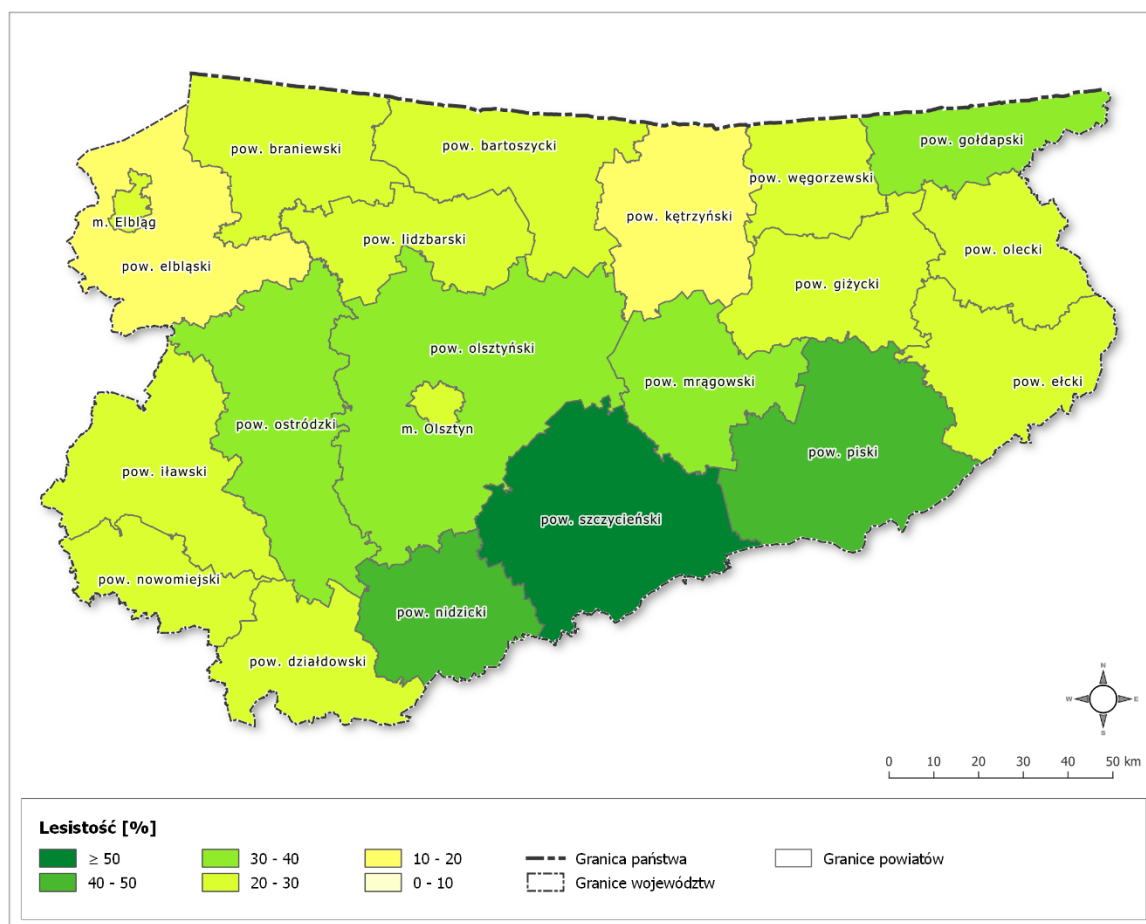 pow. gołdapski
pow. braniewski
pow. bartoszycki
pow. węgorzewski
pow. kętrzyński
m. Elbląg
pow. lidzbarski
pow. olecki
pow. elbląski
pow. giżycki
pow. olsztyński
pow. mrągowski
pow. ełcki
pow. ostródzki
m. Olsztyn
pow. piski
pow. iławski
pow. szczycieński
pow. nowomiejski
pow. nidzicki
pow. działdowski
N
W E
S
0 10 20 30 40 50 km
Lesistość [%]
≥ 50 30 - 40 10 - 20 Granica państwa Granice powiatów
40 - 50 20 - 30 0 - 10 Granice województw